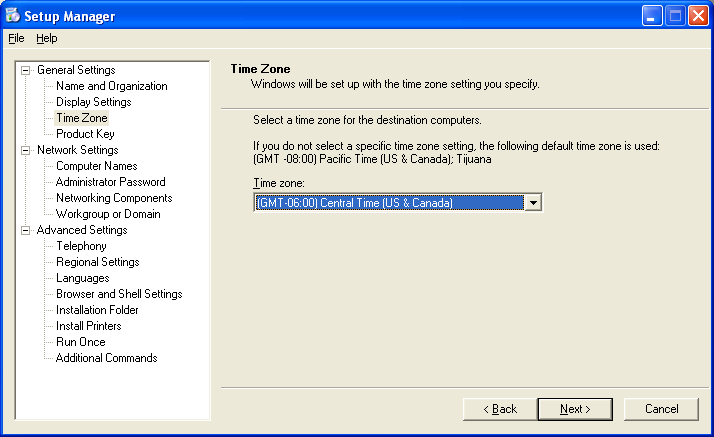 Setup Manager
File Help
General Settings
Name and Organization
Display Settings
Time Zone
Product Key
Network Settings
Computer Names
Administrator Password
Networking Components
Workgroup or Domain
Advanced Settings
Telephony
Regional Settings
Languages
Browser and Shell Settings
Installation Folder
Install Printers
Run Once
Additional Commands
Time Zone
Windows will be set up with the time zone setting you specify.
Select a time zone for the destination computers.
If you do not select a specific time zone setting, the following default time zone is used:
(GMT -08:00) Pacific Time (US & Canada); Tijuana
Time zone:
(GMT-06:00) Central Time (US & Canada)
< Back Next > Cancel